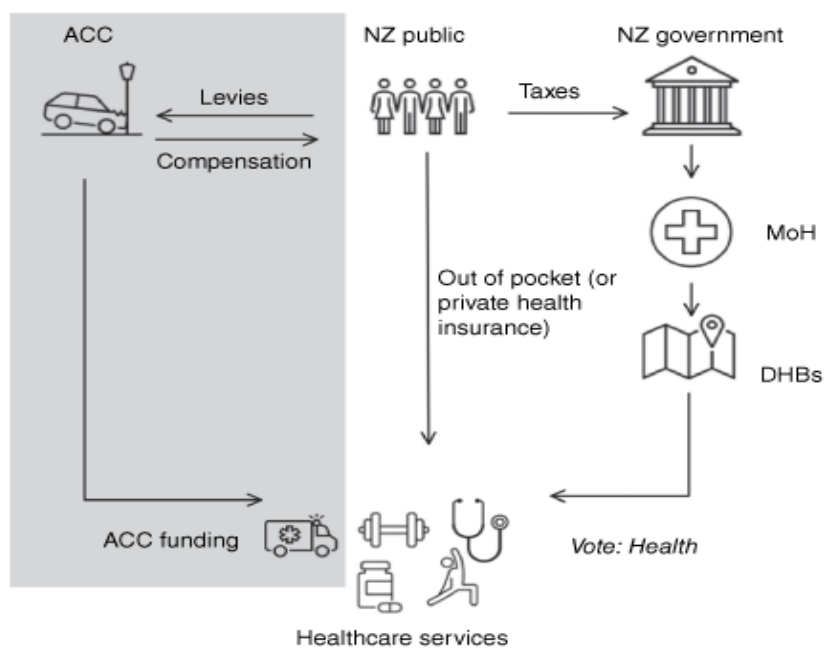 ACC
NZ public
NZ government
Levies
Taxes
Compensation
MoH
Out of pocket (or
private health
insurance)
DHBs
ACC funding
Vote: Health
Healthcare services